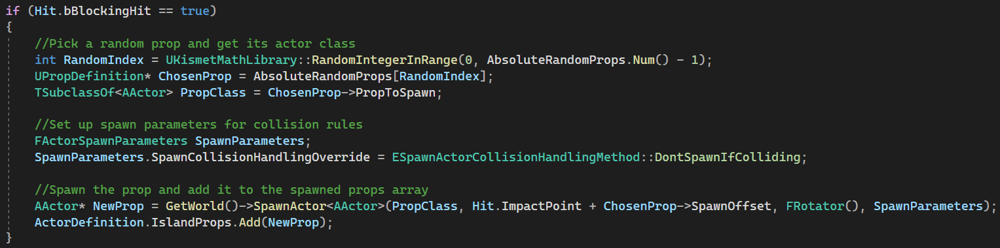 if (Hit.bBlockingHit == true)
{
    //Pick a random prop and get its actor class
    int RandomIndex = UKismetMathLibrary::RandomIntegerInRange(0, AbsoluteRandomProps.Num() - 1);
    UPropDefinition* ChosenProp = AbsoluteRandomProps[RandomIndex];
    TSubclassOf<AActor> PropClass = ChosenProp->PropToSpawn;

    //Set up spawn parameters for collision rules
    FActorSpawnParameters SpawnParameters;
    SpawnParameters.SpawnCollisionHandlingOverride = ESpawnActorCollisionHandlingMethod::DontSpawnIfColliding;

    //Spawn the prop and add it to the spawned props array
    AActor* NewProp = GetWorld()->SpawnActor<AActor>(PropClass, Hit.ImpactPoint + ChosenProp->SpawnOffset, FRotator(), SpawnParameters);
    ActorDefinition.IslandProps.Add(NewProp);
}